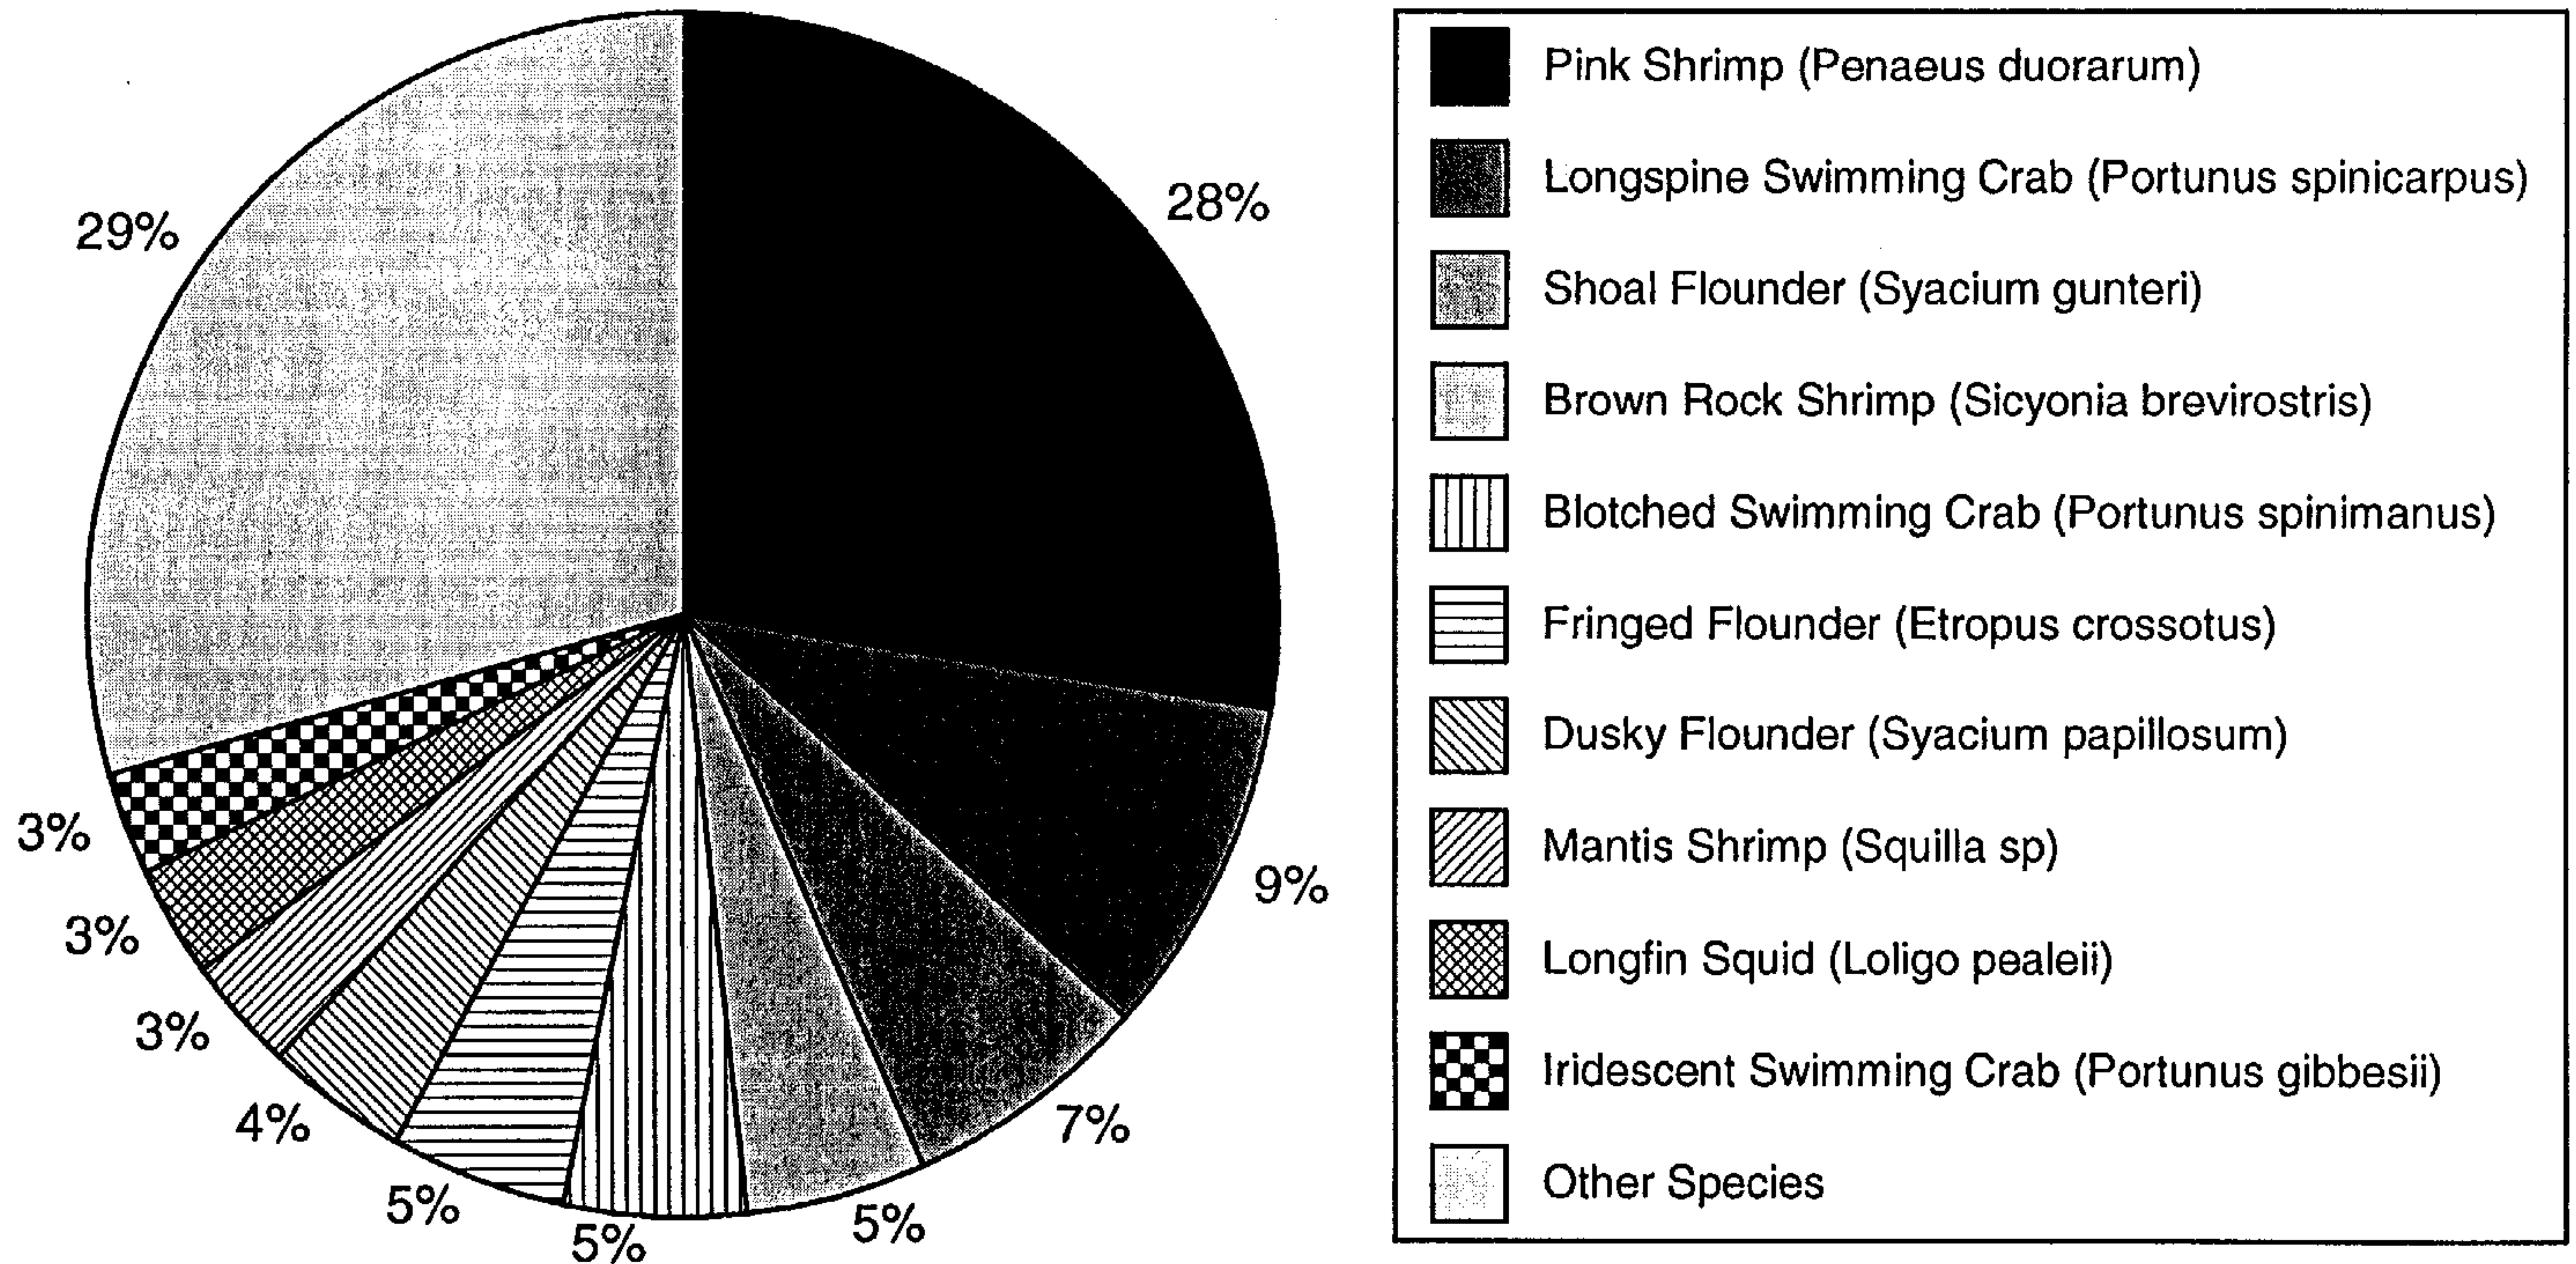 28%
29%
9%
7%
5%
5%
5%
4%
3%
3%
3%
Pink Shrimp (Penaeus duorarum)
Longspine Swimming Crab (Portunus spinicarpus)
Shoal Flounder (Syacium gunteri)
Brown Rock Shrimp (Sicyonia brevirostris)
Blotched Swimming Crab (Portunus spinimanus)
Fringed Flounder (Etropus crossotus)
Dusky Flounder (Syacium papillosum)
Mantis Shrimp (Squilla sp)
Longfin Squid (Loligo pealeii)
Iridescent Swimming Crab (Portunus gibbesii)
Other Species